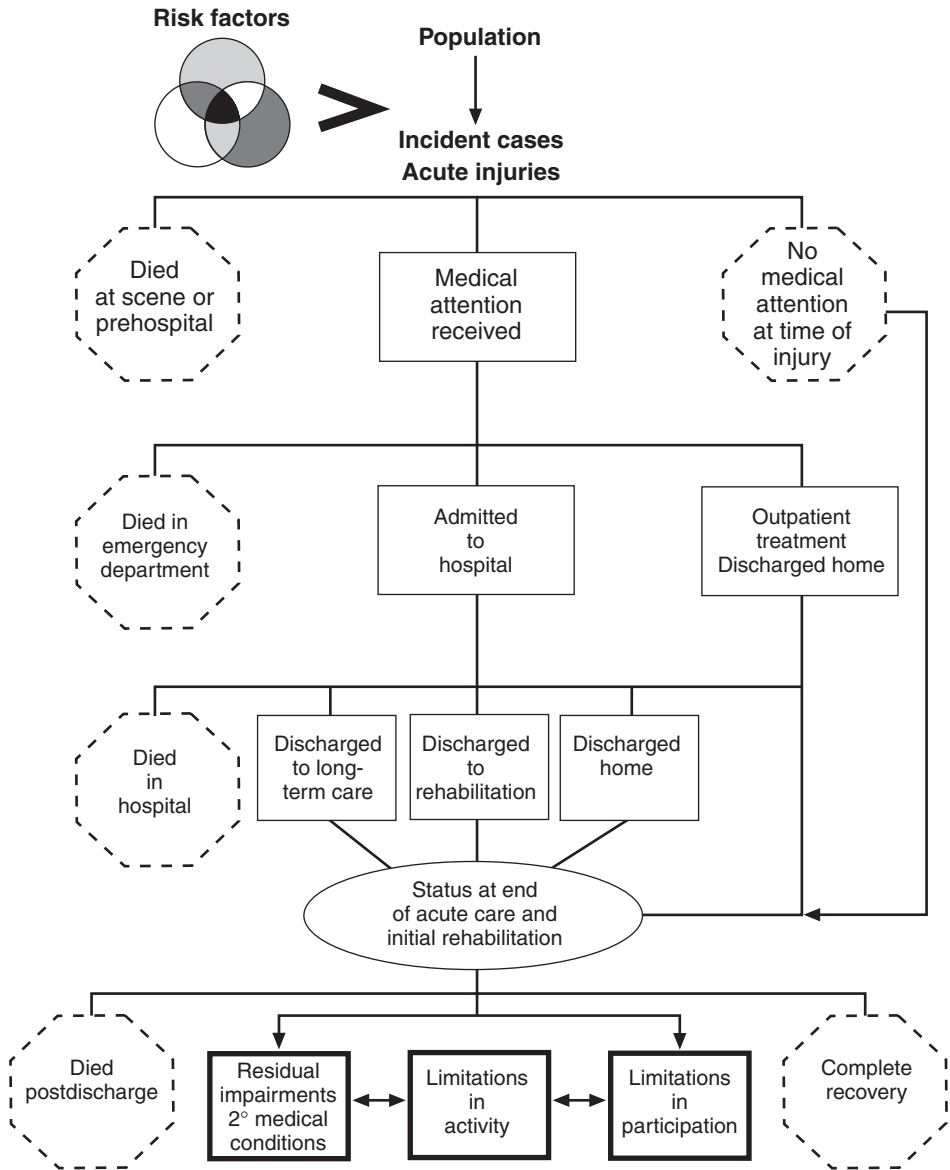 Risk factors
Population
Incident cases
Acute injuries
Died
at scene or
prehospital
Medical
attention
received
No
medical
attention
at time of
injury
Died in
emergency
department
Admitted
to
hospital
Outpatient
treatment
Discharged home
Died
in
hospital
Discharged
to long-
term care
Discharged
to
rehabilitation
Discharged
home
Status at end
of acute care and
initial rehabilitation
Died
postdischarge
Residual
impairments
2° medical
conditions
Limitations
in
activity
Limitations
in
participation
Complete
recovery